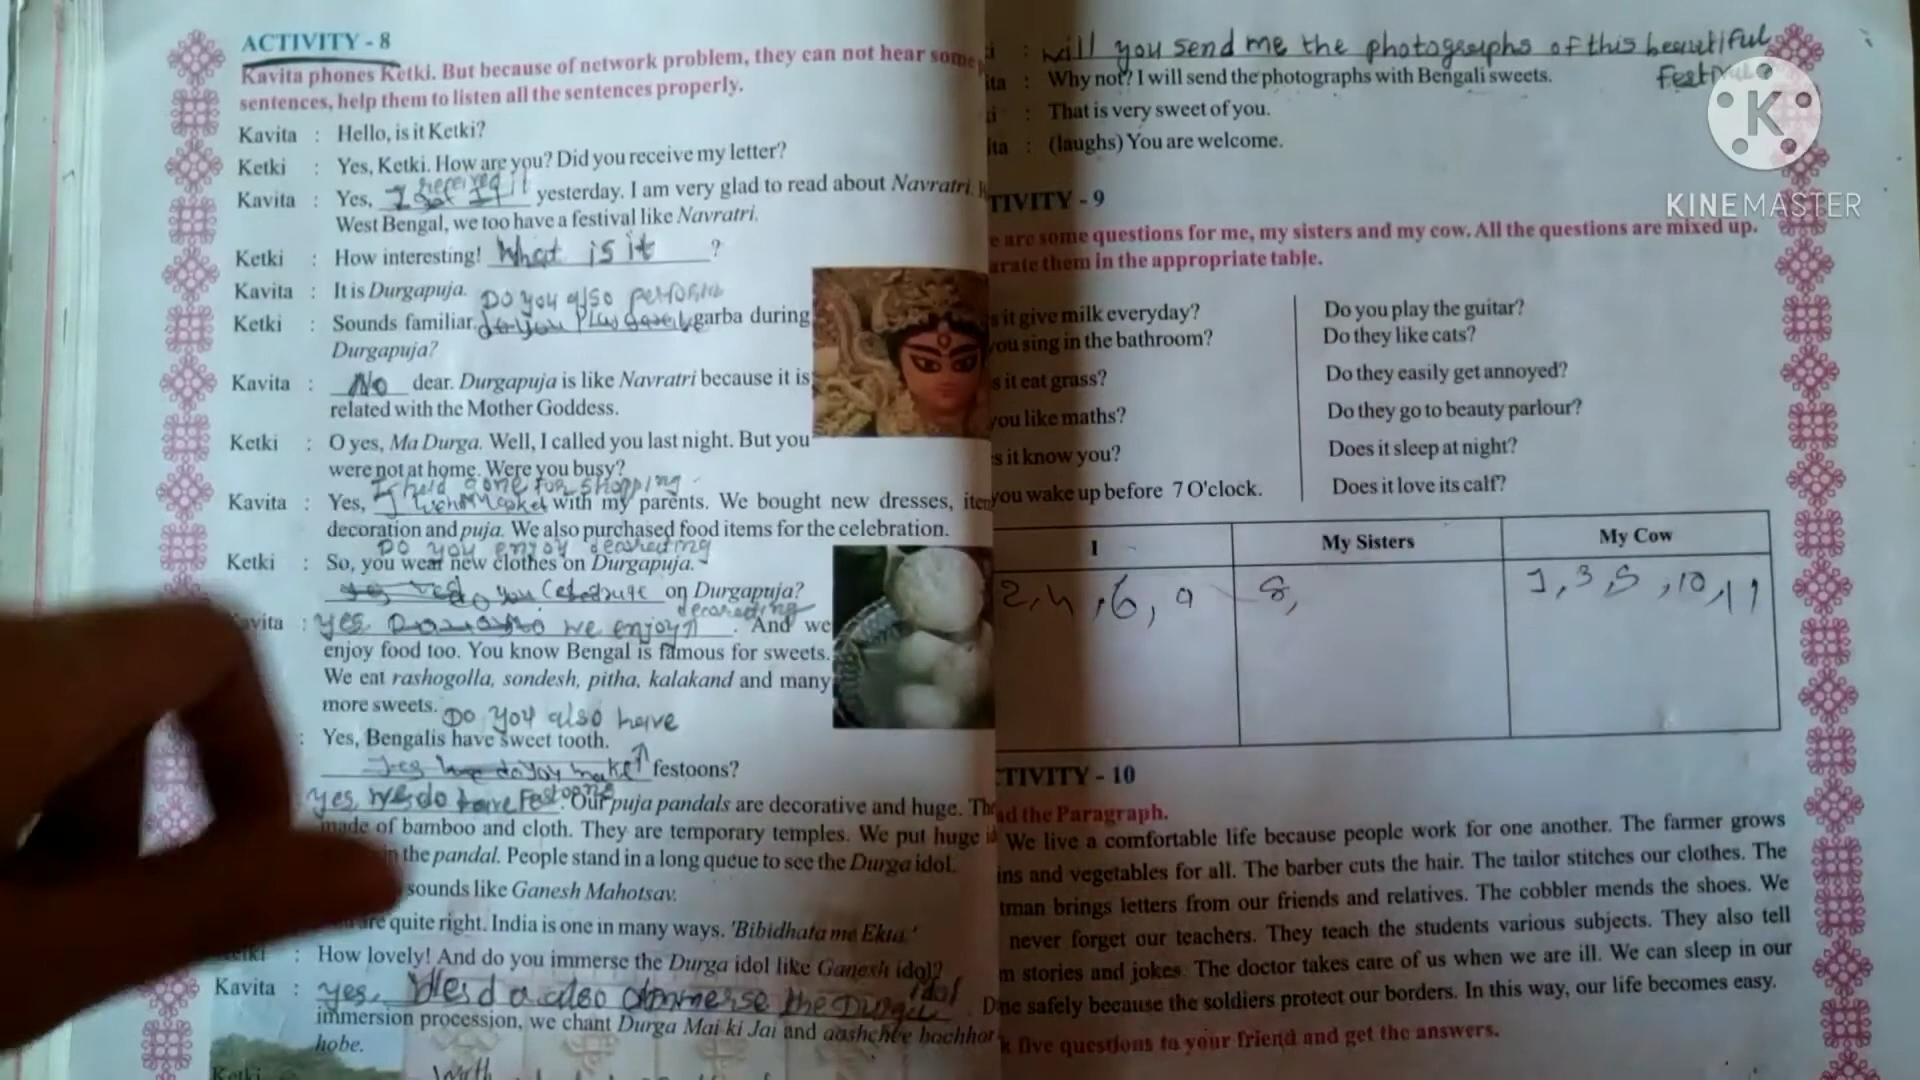 ACTIVITY - 8
Kavita phones Ketki. But because of network problem, they can not hear some
sentences, help them to listen all the sentences properly.
Kavita : Hello, is it Ketki?
Ketki : Yes, Ketki. How are you? Did you receive my letter?
Kavita : Yes, I received it yesterday. I am very glad to read about Navratri.
West Bengal, we too have a festival like Navratri.
Ketki : How interesting! What is it ?
Kavita : It is Durgapuja.
Do you also perform
Ketki : Sounds familiar. garba during
Durgapuja?
Kavita : No dear. Durgapuja is like Navratri because it is
related with the Mother Goddess.
Ketki : O yes, Ma Durga. Well, I called you last night. But you
were not at home. Were you busy?
gone for shopping
Kavita : Yes, with my parents. We bought new dresses,
decoration and puja. We also purchased food items for the celebration.
Do you enjoy
Ketki : So, you wear new clothes on Durgapuja.
on Durgapuja?
: yes we enjoy . And we
enjoy food too. You know Bengal is famous for sweets.
We eat rashogolla, sondesh, pitha, kalakand and many
more sweets.
Do you also have
: Yes, Bengalis have sweet tooth.
festoons?
yes we do have . Our puja pandals are decorative and huge.
made of bamboo and cloth. They are temporary temples. We put huge
the pandal. People stand in a long queue to see the Durga idol.
sounds like Ganesh Mahotsav.
are quite right. India is one in many ways. 'Bibidhata me Ekta.'
: How lovely! And do you immerse the Durga idol like Ganesh idol?
Kavita : yes, also the Durga idol
immersion procession, we chant Durga Mai ki Jai and aashchhe bochhor
hobe.
Ketki
: will you send me the photographs of this beautiful
: Why not? I will send the photographs with Bengali sweets.
: That is very sweet of you.
: (laughs) You are welcome.
K
KINEMASTER
TIVITY - 9
are some questions for me, my sisters and my cow. All the questions are mixed up.
arate them in the appropriate table.
it give milk everyday?
you sing in the bathroom?
it eat grass?
you like maths?
it know you?
you wake up before 7 O'clock.
Do you play the guitar?
Do they like cats?
Do they easily get annoyed?
Do they go to beauty parlour?
Does it sleep at night?
Does it love its calf?
I My Sisters My Cow
2, 4, 6, 9 8, 1, 3, 5, 10, 11
TIVITY - 10
ad the Paragraph.
We live a comfortable life because people work for one another. The farmer grows
ins and vegetables for all. The barber cuts the hair. The tailor stitches our clothes. The
tman brings letters from our friends and relatives. The cobbler mends the shoes. We
never forget our teachers. They teach the students various subjects. They also tell
stories and jokes. The doctor takes care of us when we are ill. We can sleep in our
safely because the soldiers protect our borders. In this way, our life becomes easy.
five questions to your friend and get the answers.